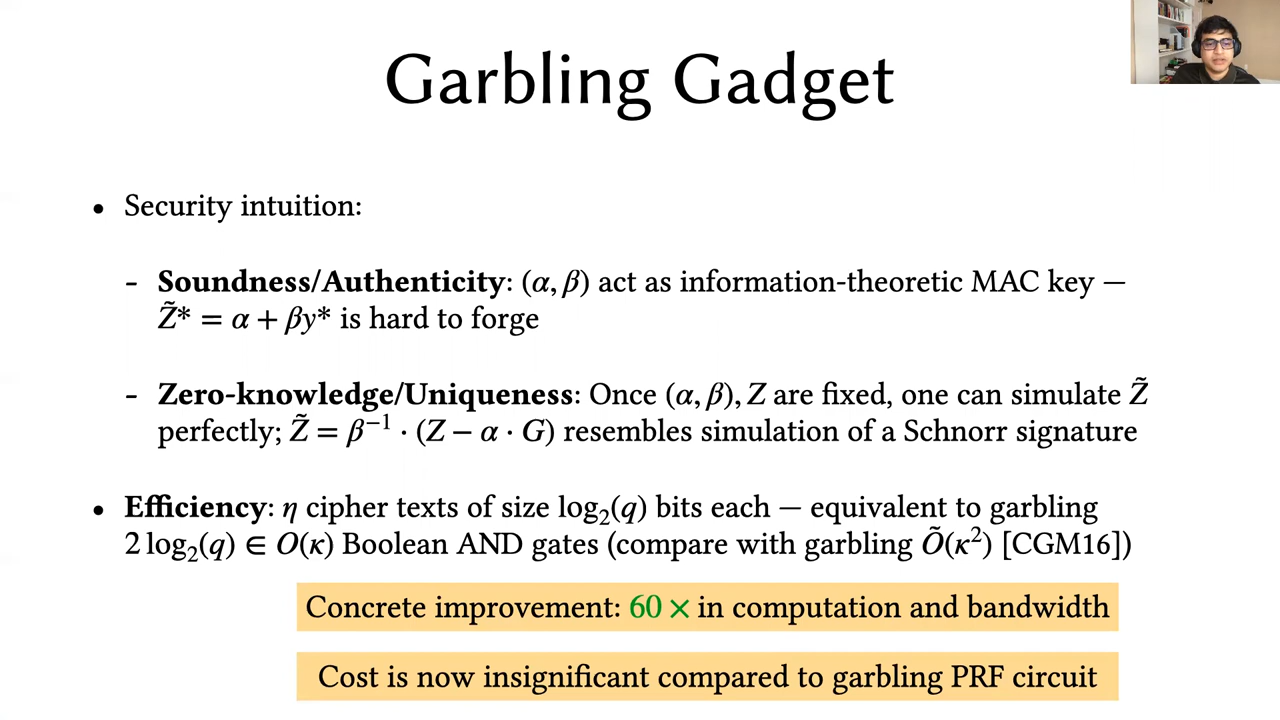 Garbling Gadget
• Security intuition:
- Soundness/Authenticity: (α, β) act as information-theoretic MAC key —
Z̃* = α + βy* is hard to forge
- Zero-knowledge/Uniqueness: Once (α, β), Z are fixed, one can simulate Z̃
perfectly; Z̃ = β⁻¹ · (Z − α · G) resembles simulation of a Schnorr signature
• Efficiency: η cipher texts of size log₂(q) bits each — equivalent to garbling
2 log₂(q) ∈ O(κ) Boolean AND gates (compare with garbling Õ(κ²) [CGM16])
Concrete improvement: 60 × in computation and bandwidth
Cost is now insignificant compared to garbling PRF circuit